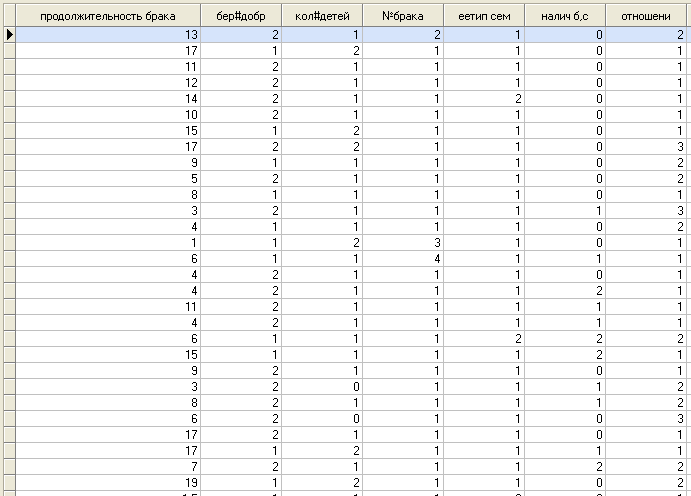 продолжительность брака бер#добр кол#детей №брака еетип сем налич б,с отношени
13 2 1 2 1 0 2
17 1 2 1 1 0 1
11 2 1 1 1 0 1
12 2 1 1 1 0 1
14 2 1 1 2 0 1
10 2 1 1 1 0 1
15 1 2 1 1 0 1
17 2 2 1 1 0 3
9 1 1 1 1 0 2
5 2 1 1 1 0 2
8 1 1 1 1 0 1
3 2 1 1 1 1 3
4 1 1 1 1 0 2
1 1 2 3 1 0 1
6 1 1 4 1 1 1
4 2 1 1 1 0 1
4 2 1 1 1 2 1
11 2 1 1 1 1 1
4 2 1 1 1 1 1
6 1 1 1 2 2 2
15 1 1 1 1 2 1
9 2 1 1 1 0 1
3 2 0 1 1 1 2
8 2 1 1 1 1 2
6 2 0 1 1 0 3
17 2 1 1 1 0 1
17 1 2 1 1 1 1
7 2 1 1 1 2 2
19 1 2 1 1 0 1